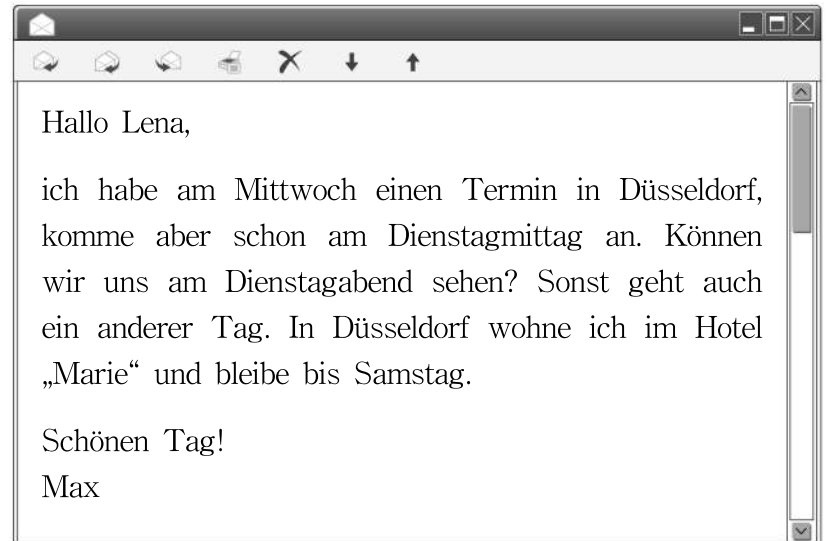 Hallo Lena,
ich habe am Mittwoch einen Termin in Düsseldorf,
komme aber schon am Dienstagmittag an. Können
wir uns am Dienstagabend sehen? Sonst geht auch
ein anderer Tag. In Düsseldorf wohne ich im Hotel
„Marie“ und bleibe bis Samstag.
Schönen Tag!
Max